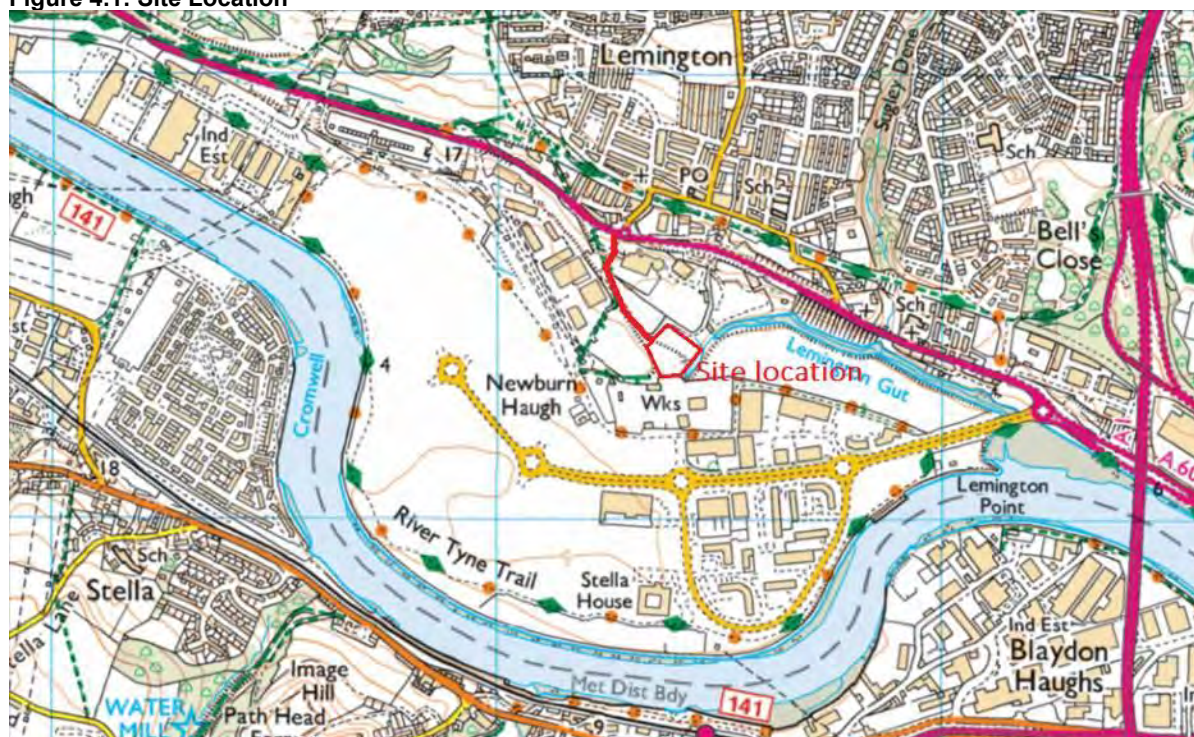 Figure 4.1: Site Location
Lemington
Sugley Dene
Ind
Est
17
Sch
PO
Sch
141
Bell's
Close
Sch
Cromwell
4
Site location
Lemington Gut
Newburn
Haugh
Wks
A1
18
Lemington
Point
6
River Tyne Trail
Sch
Stella
Stella
House
Lane
Ind Est
Blaydon
Haughs
Image
Hill
Met Dist Bdy
141
WATER
MILL
Path Head
9